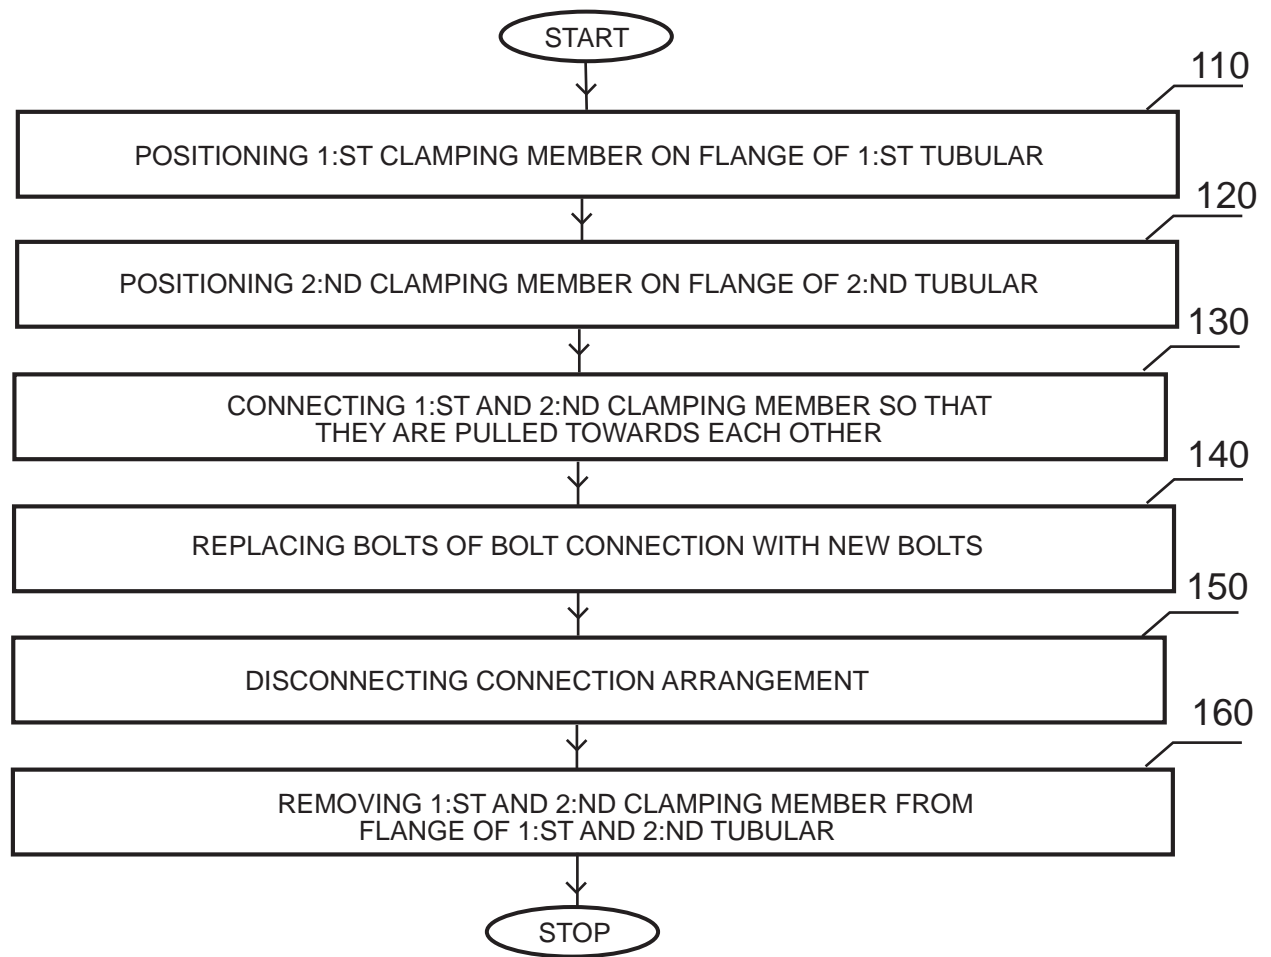 START
110
POSITIONING 1:ST CLAMPING MEMBER ON FLANGE OF 1:ST TUBULAR
120
POSITIONING 2:ND CLAMPING MEMBER ON FLANGE OF 2:ND TUBULAR
130
CONNECTING 1:ST AND 2:ND CLAMPING MEMBER SO THAT
THEY ARE PULLED TOWARDS EACH OTHER
140
REPLACING BOLTS OF BOLT CONNECTION WITH NEW BOLTS
150
DISCONNECTING CONNECTION ARRANGEMENT
160
REMOVING 1:ST AND 2:ND CLAMPING MEMBER FROM
FLANGE OF 1:ST AND 2:ND TUBULAR
STOP